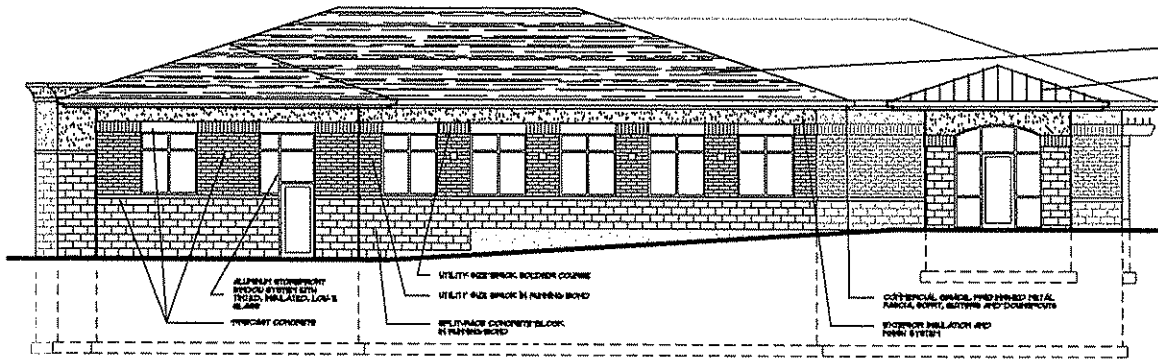 UTILITY SIZE BRICK SOLDIER COURSE
UTILITY SIZE BRICK IN RUNNING BOND
SPLIT-FACE CONCRETE BLOCK
IN RUNNING BOND
ALUMINUM STOREFRONT
WINDOW SYSTEM WITH
TINTED, INSULATED, LOW-E
GLASS
PRECAST CONCRETE
COMMERCIAL GRADE, PREFINISHED METAL
FASCIA, SOFFIT, GUTTERS AND DOWNSPOUTS
EXTERIOR INSULATION AND
FINISH SYSTEM